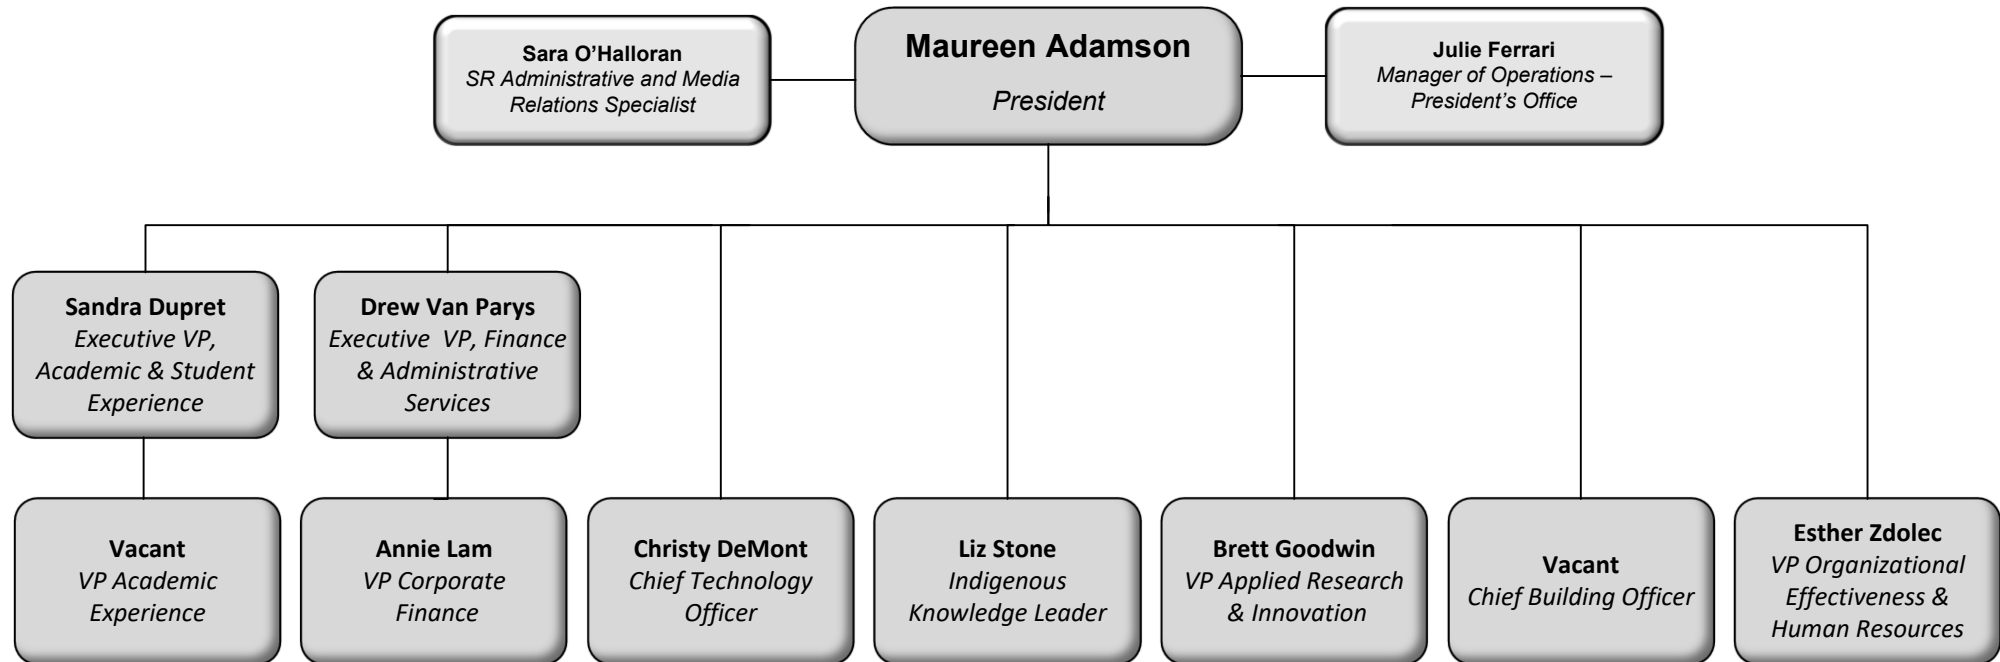 Sara O’Halloran
SR Administrative and Media
Relations Specialist
Maureen Adamson
President
Julie Ferrari
Manager of Operations –
President’s Office
Sandra Dupret
Executive VP,
Academic & Student
Experience
Drew Van Parys
Executive  VP, Finance
& Administrative
Services
Vacant
VP Academic
Experience
Annie Lam
VP Corporate
Finance
Christy DeMont
Chief Technology
Officer
Liz Stone
Indigenous
Knowledge Leader
Brett Goodwin
VP Applied Research
& Innovation
Vacant
Chief Building Officer
Esther Zdolec
VP Organizational
Effectiveness &
Human Resources